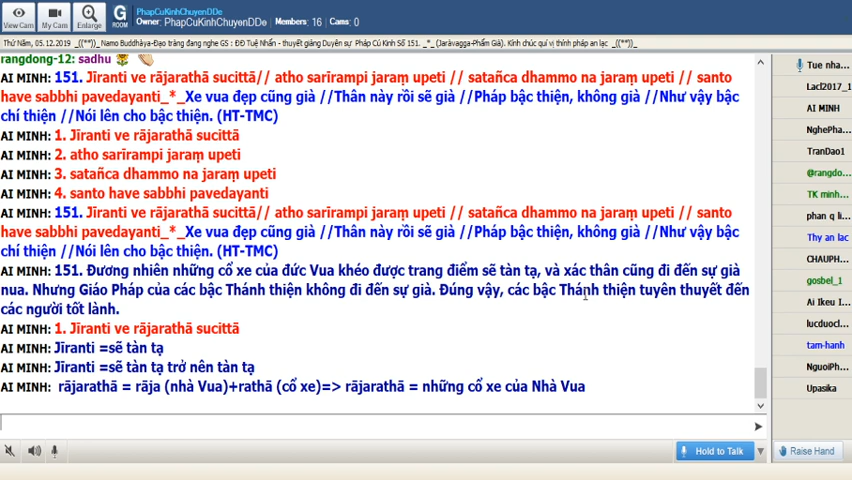 PhapCuKinhChuyenDDe
Owner: PhapCuKinhChuyenDDe Members: 16 Cams: 0
View Cam My Cam Enlarge G ROOM
Thứ Năm, 05.12.2019 _((**))_ Namo Buddhàya-Đạo tràng đang nghe GS : ĐĐ Tuệ Nhẫn - thuyết giảng Duyên sự Pháp Cú Kinh Số 151. _*_ (Jaràvagga-Phẩm Già). Kính chúc quí vị thính pháp an lạc _((**))_
rangdong-12: sadhu
AI MINH: 151. Jīranti ve rājarathā sucittā// atho sarīrampi jaraṃ upeti // satañca dhammo na jaraṃ upeti // santo
have sabbhi pavedayanti_*_Xe vua đẹp cũng già //Thân này rồi sẽ già //Pháp bậc thiện, không già //Như vậy bậc
chí thiện //Nói lên cho bậc thiện. (HT-TMC)
AI MINH: 1. Jīranti ve rājarathā sucittā
AI MINH: 2. atho sarīrampi jaraṃ upeti
AI MINH: 3. satañca dhammo na jaraṃ upeti
AI MINH: 4. santo have sabbhi pavedayanti
AI MINH: 151. Jīranti ve rājarathā sucittā// atho sarīrampi jaraṃ upeti // satañca dhammo na jaraṃ upeti // santo
have sabbhi pavedayanti_*_Xe vua đẹp cũng già //Thân này rồi sẽ già //Pháp bậc thiện, không già //Như vậy bậc
chí thiện //Nói lên cho bậc thiện. (HT-TMC)
AI MINH: 151. Đương nhiên những cổ xe của đức Vua khéo được trang điểm sẽ tàn tạ, và xác thân cũng đi đến sự già
nua. Nhưng Giáo Pháp của các bậc Thánh thiện không đi đến sự già. Đúng vậy, các bậc Thánh thiện tuyên thuyết đến
các người tốt lành.
AI MINH: 1. Jīranti ve rājarathā sucittā
AI MINH: Jīranti =sẽ tàn tạ
AI MINH: Jīranti =sẽ tàn tạ trở nên tàn tạ
AI MINH: rājarathā = rāja (nhà Vua)+rathā (cổ xe)=> rājarathā = những cổ xe của Nhà Vua
Tue nha...
Lacl2017_1
AI MINH
NghePha...
TranDao1
@rangdo...
TK minh...
phan q li...
Thy an lac
CHAUPH...
gosbel_1
Ai Ikeu I...
lucduocl...
tam-hanh
NguoiPh...
Upasika
Hold to Talk
Raise Hand